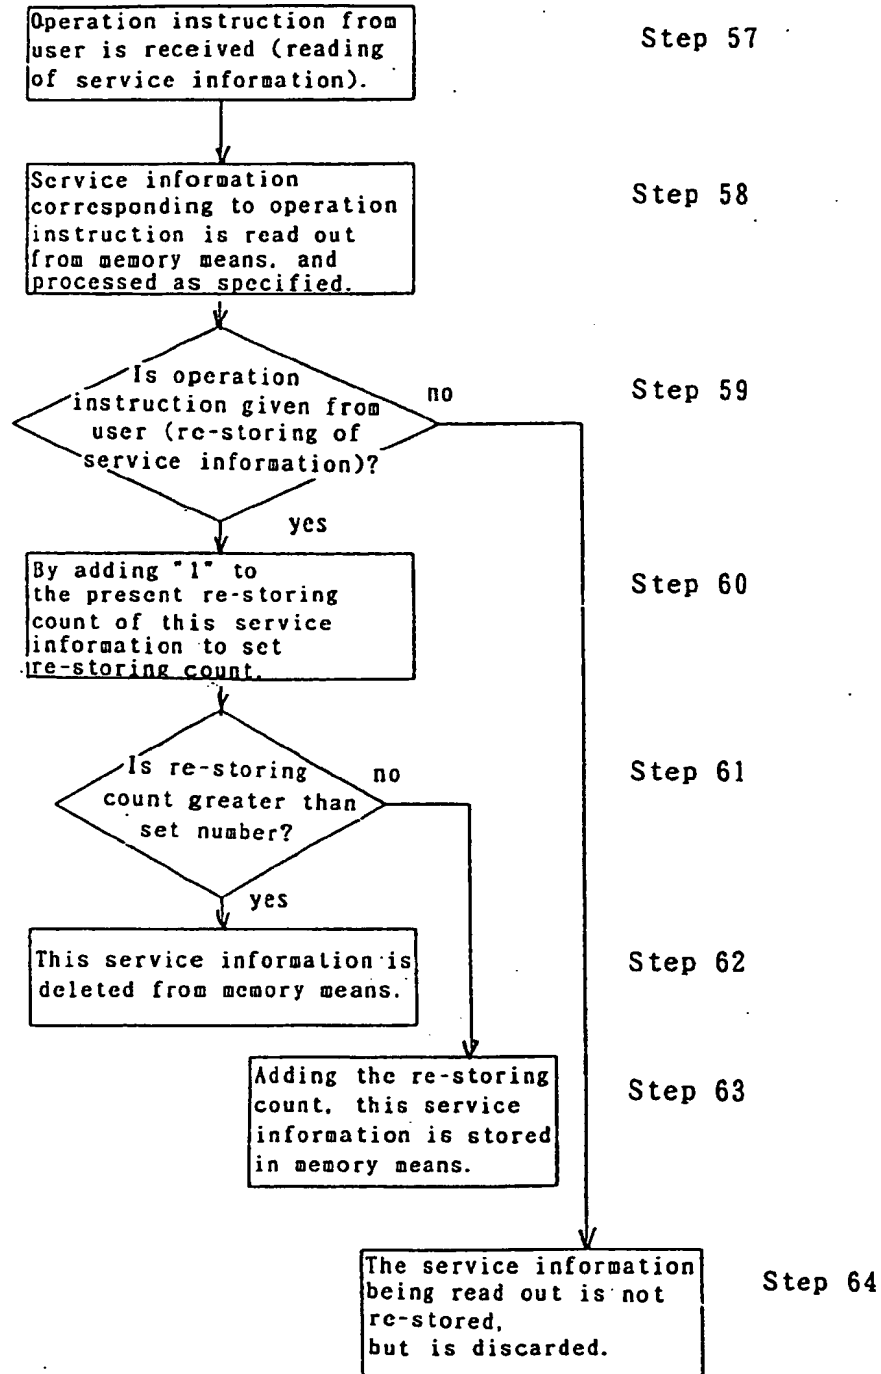 Operation instruction from
user is received (reading
of service information).
Step 57
Service information
corresponding to operation
instruction is read out
from memory means, and
processed as specified.
Step 58
Is operation
instruction given from
user (re-storing of
service information)?
no
Step 59
yes
By adding "1" to
the present re-storing
count of this service
information to set
re-storing count.
Step 60
Is re-storing
count greater than
set number?
no
Step 61
yes
This service information is
deleted from memory means.
Step 62
Adding the re-storing
count, this service
information is stored
in memory means.
Step 63
The service information
being read out is not
re-stored,
but is discarded.
Step 64